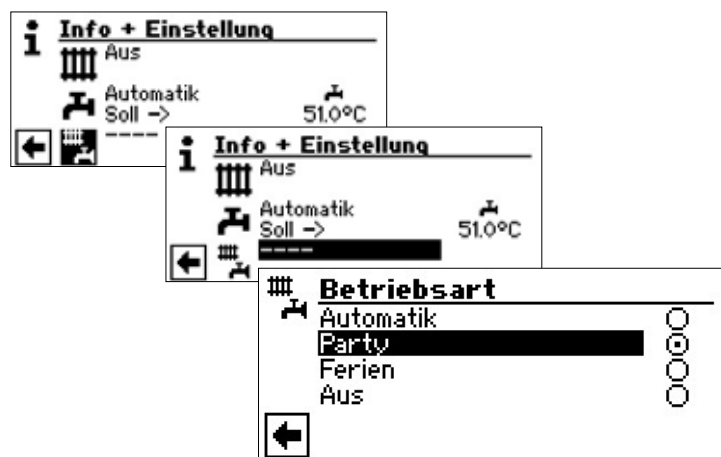 i Info + Einstellung
Aus
Automatik
Soll -> 51.0°C
----
i Info + Einstellung
Aus
Automatik
Soll -> 51.0°C
----
Betriebsart
Automatik
Party
Ferien
Aus